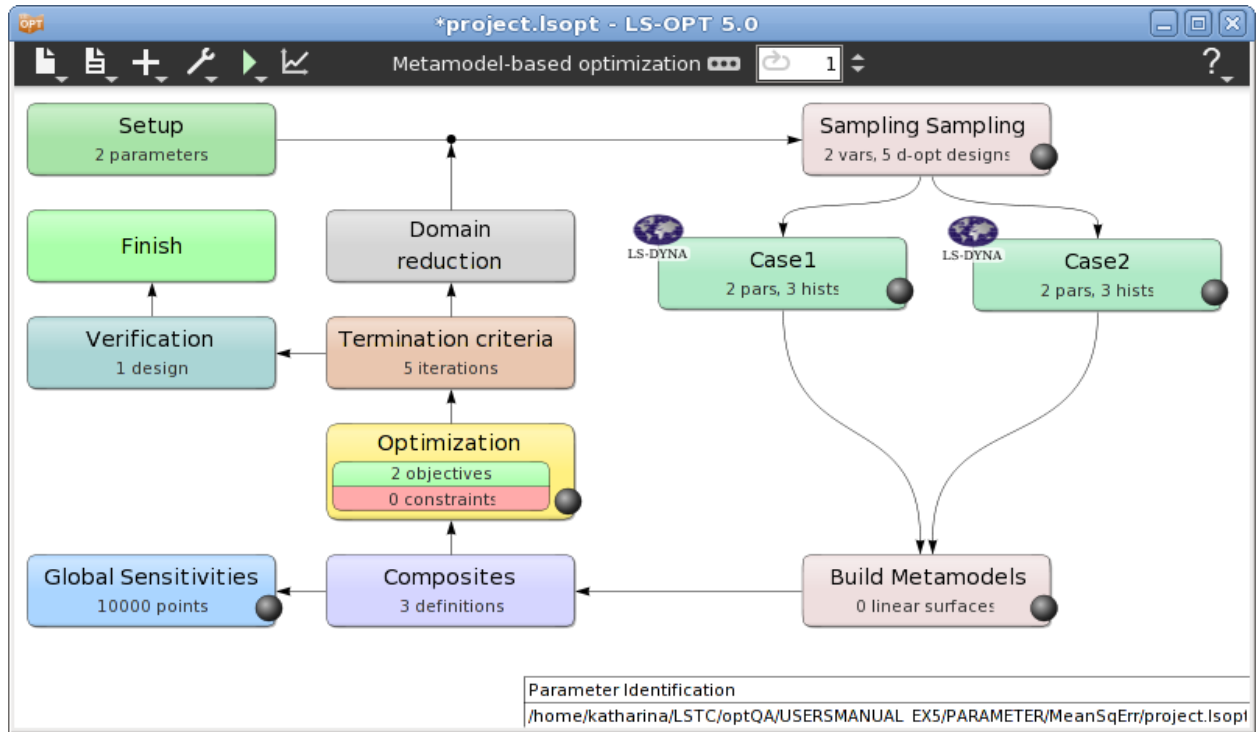 OPT
*project.lsopt - LS-OPT 5.0
Metamodel-based optimization
1
?
Setup
2 parameters
Sampling Sampling
2 vars, 5 d-opt designs
Finish
Domain
reduction
LS-DYNA
Case1
2 pars, 3 hists
LS-DYNA
Case2
2 pars, 3 hists
Verification
1 design
Termination criteria
5 iterations
Optimization
2 objectives
0 constraints
Global Sensitivities
10000 points
Composites
3 definitions
Build Metamodels
0 linear surfaces
Parameter Identification
/home/katharina/LSTC/optQA/USERSMANUAL_EX5/PARAMETER/MeanSqErr/project.lsopt